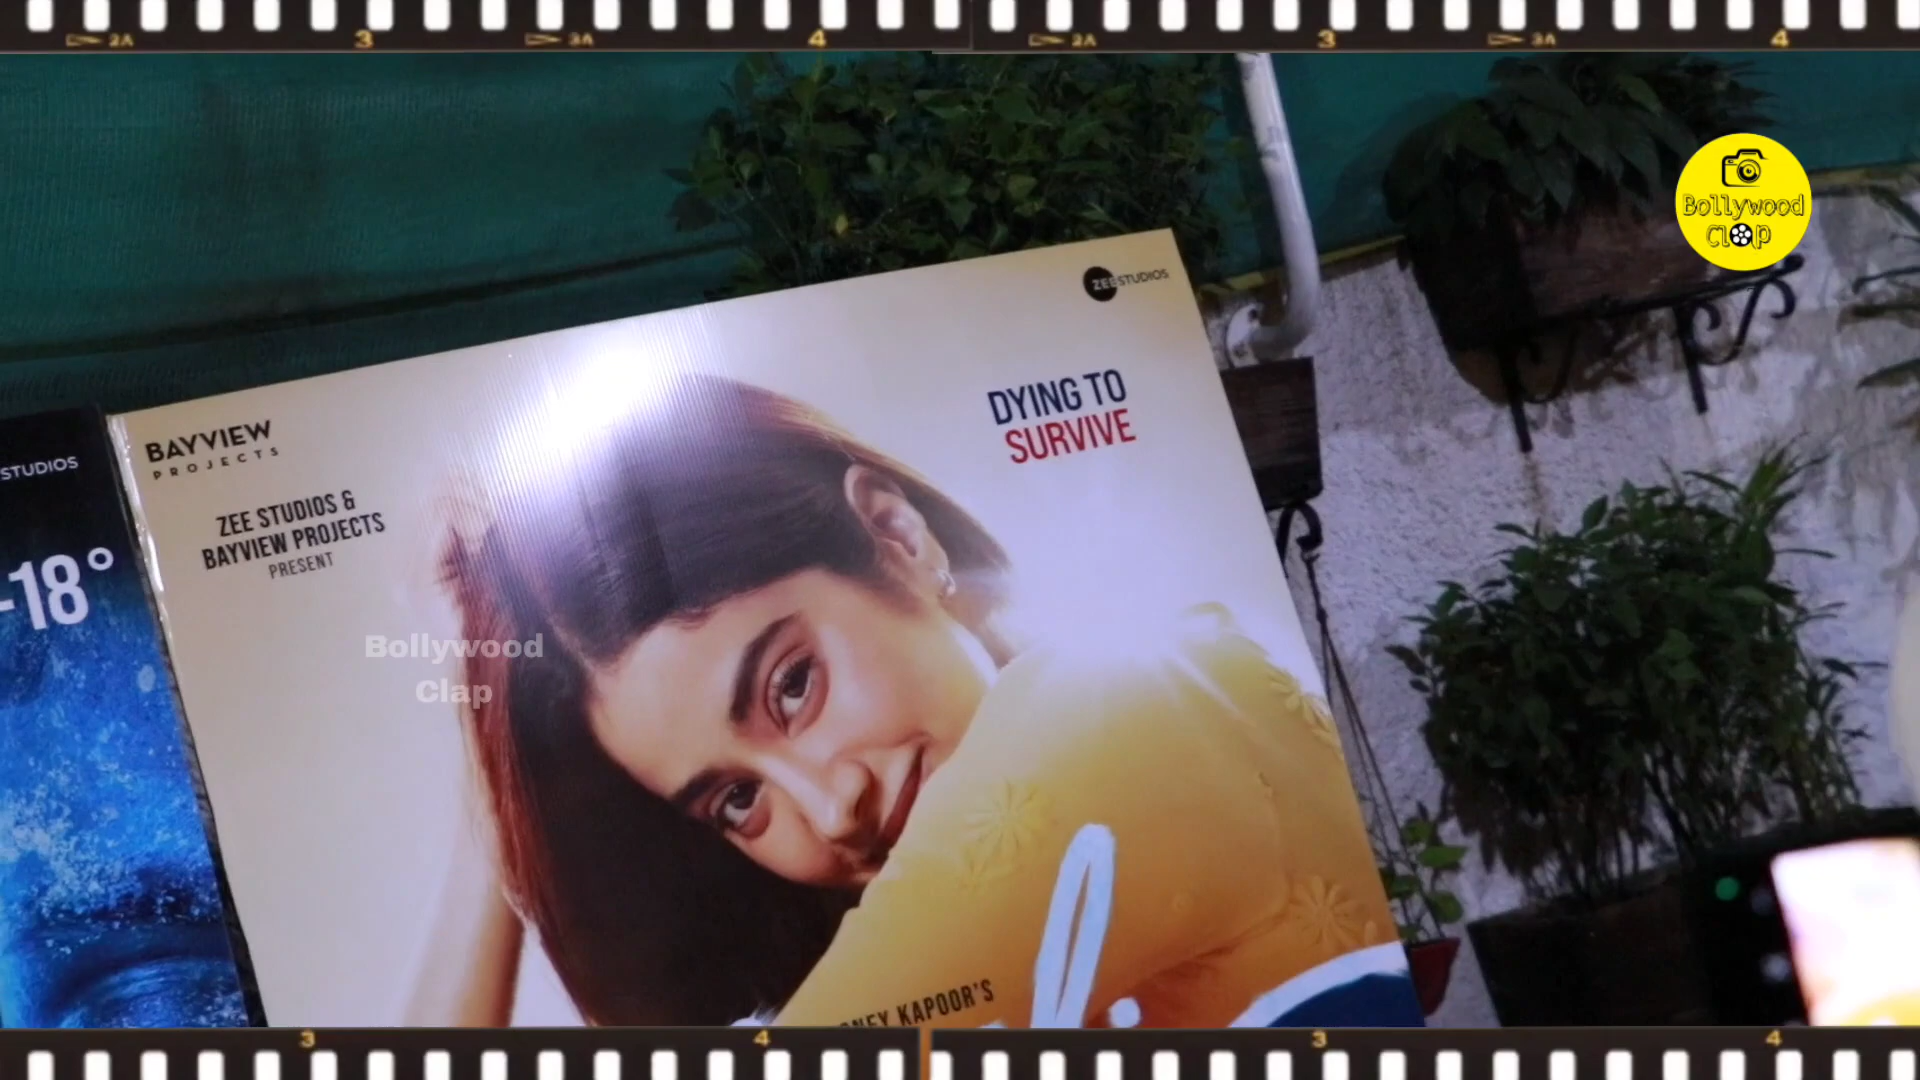 2A
3
3A
4
2A
3
3A
4
Bollywood
Clap
ZEE STUDIOS
DYING TO
SURVIVE
BAYVIEW
PROJECTS
ZEE STUDIOS &
BAYVIEW PROJECTS
PRESENT
STUDIOS
-18°
Bollywood
Clap
KAPOOR'S
3
4
3
4